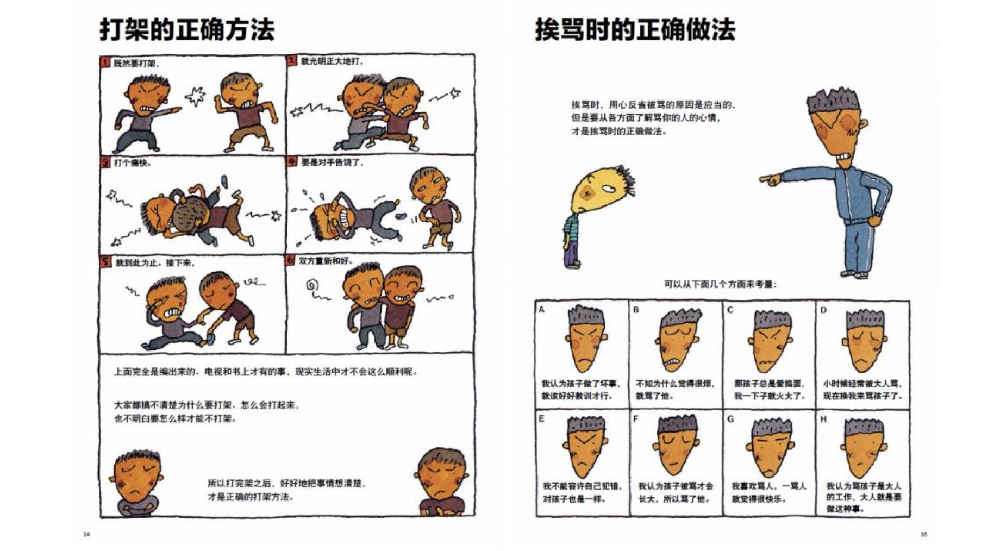 打架的正确方法
1 既然要打架，
2 就光明正大地打，
3 打个痛快。
4 要是对手告饶了，
5 就到此为止。接下来，
6 双方重新和好。
上面完全是编出来的、电视和书上才有的事，现实生活中才不会这么顺利呢。
大家都搞不清楚为什么要打架、怎么会打起来，
也不明白要怎么样才能不打架。
所以打完架之后，好好地把事情想清楚，
才是正确的打架方法。
34
挨骂时的正确做法
挨骂时，用心反省被骂的原因是应当的，
但是要从各方面了解骂你的人的心情，
才是挨骂时的正确做法。
可以从下面几个方面来考量：
A
我认为孩子做了坏事，
就该好好教训才行。
B
不知为什么觉得很烦，
就骂了他。
C
那孩子总是爱捣蛋，
我一下子就火大了。
D
小时候经常被大人骂，
现在换我来骂孩子了。
E
我不能容许自己犯错，
对孩子也是一样。
F
我认为孩子被骂才会
长大，所以骂了他。
G
我喜欢骂人，一骂人
就觉得很快乐。
H
我认为骂孩子是大人
的工作，大人就是要
做这种事。
35